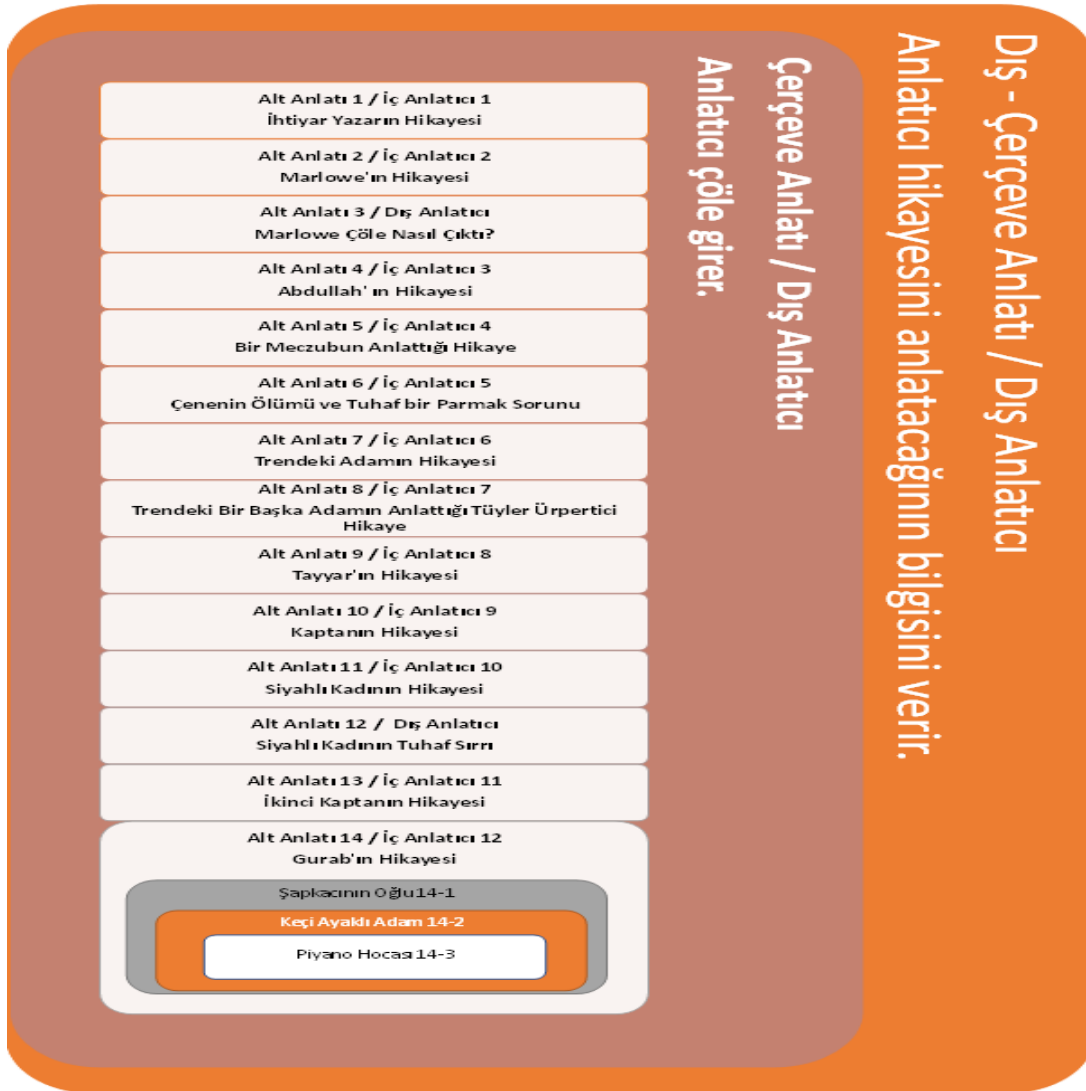 Dış - Çerçeve Anlatı / Dış Anlatıcı
Anlatıcı hikayesini anlatacağının bilgisini verir.
Çerçeve Anlatı / Dış Anlatıcı
Anlatıcı çöle girer.
Alt Anlatı 1 / İç Anlatıcı 1
İhtiyar Yazarın Hikayesi
Alt Anlatı 2 / İç Anlatıcı 2
Marlowe'ın Hikayesi
Alt Anlatı 3 / Dış Anlatıcı
Marlowe Çöle Nasıl Çıktı?
Alt Anlatı 4 / İç Anlatıcı 3
Abdullah' ın Hikayesi
Alt Anlatı 5 / İç Anlatıcı 4
Bir Meczubun Anlattığı Hikaye
Alt Anlatı 6 / İç Anlatıcı 5
Çenenin Ölümü ve Tuhaf bir Parmak Sorunu
Alt Anlatı 7 / İç Anlatıcı 6
Trendeki Adamın Hikayesi
Alt Anlatı 8 / İç Anlatıcı 7
Trendeki Bir Başka Adamın Anlattığı Tüyler Ürpertici
Hikaye
Alt Anlatı 9 / İç Anlatıcı 8
Tayyar'ın Hikayesi
Alt Anlatı 10 / İç Anlatıcı 9
Kaptanın Hikayesi
Alt Anlatı 11 / İç Anlatıcı 10
Siyahlı Kadının Hikayesi
Alt Anlatı 12 / Dış Anlatıcı
Siyahlı Kadının Tuhaf Sırrı
Alt Anlatı 13 / İç Anlatıcı 11
İkinci Kaptanın Hikayesi
Alt Anlatı 14 / İç Anlatıcı 12
Gurab'ın Hikayesi
Şapkacının Oğlu 14-1
Keçi Ayaklı Adam 14-2
Piyano Hocası 14-3